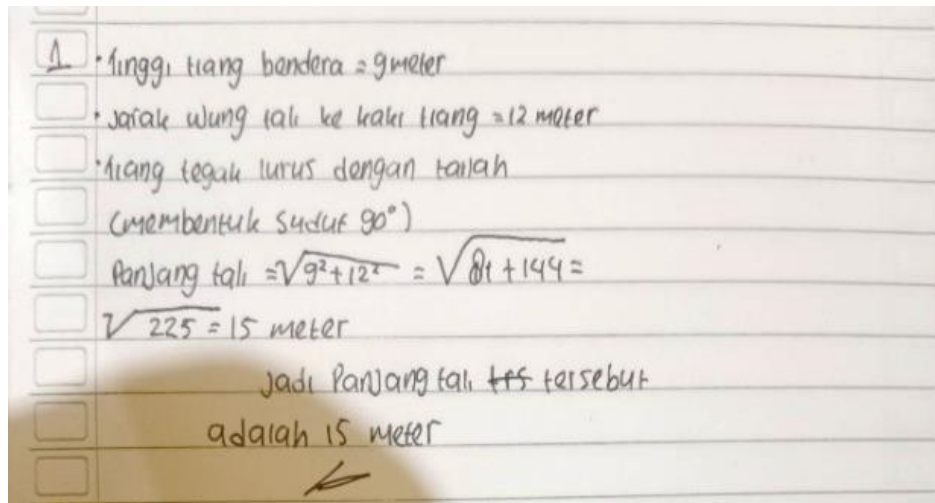 1 · Tinggi tiang bendera = 9 meter
· Jarak ujung tali ke kaki tiang = 12 meter
· Tiang tegak lurus dengan tanah
(membentuk sudut 90°)
Panjang tali = √9²+12² = √81 + 144 =
√225 = 15 meter
Jadi Panjang tali trs tersebut
adalah 15 meter